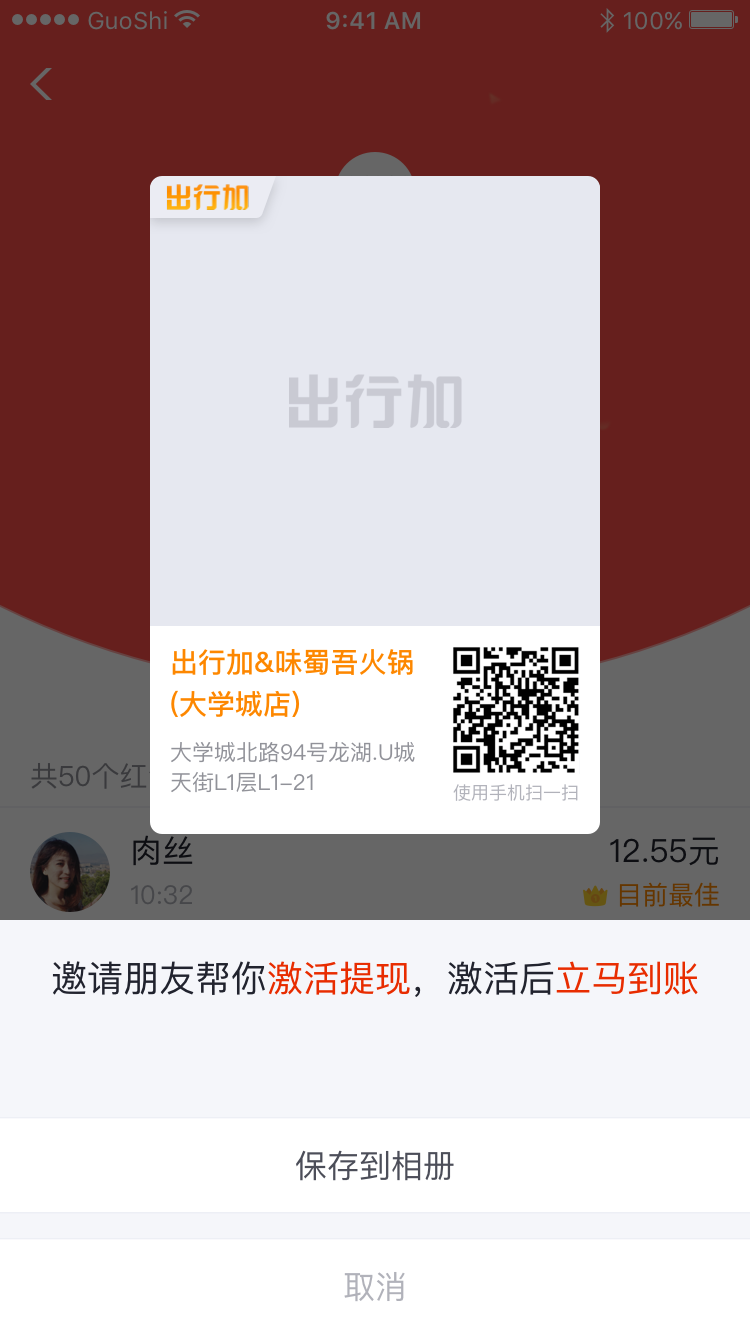 GuoShi 9:41 AM 100%
出行加
出行加
出行加&味蜀吾火锅
(大学城店)
大学城北路94号龙湖.U城
天街L1层L1-21
使用手机扫一扫
共50个红
肉丝 12.55元
10:32 目前最佳
邀请朋友帮你激活提现，激活后立马到账
保存到相册
取消